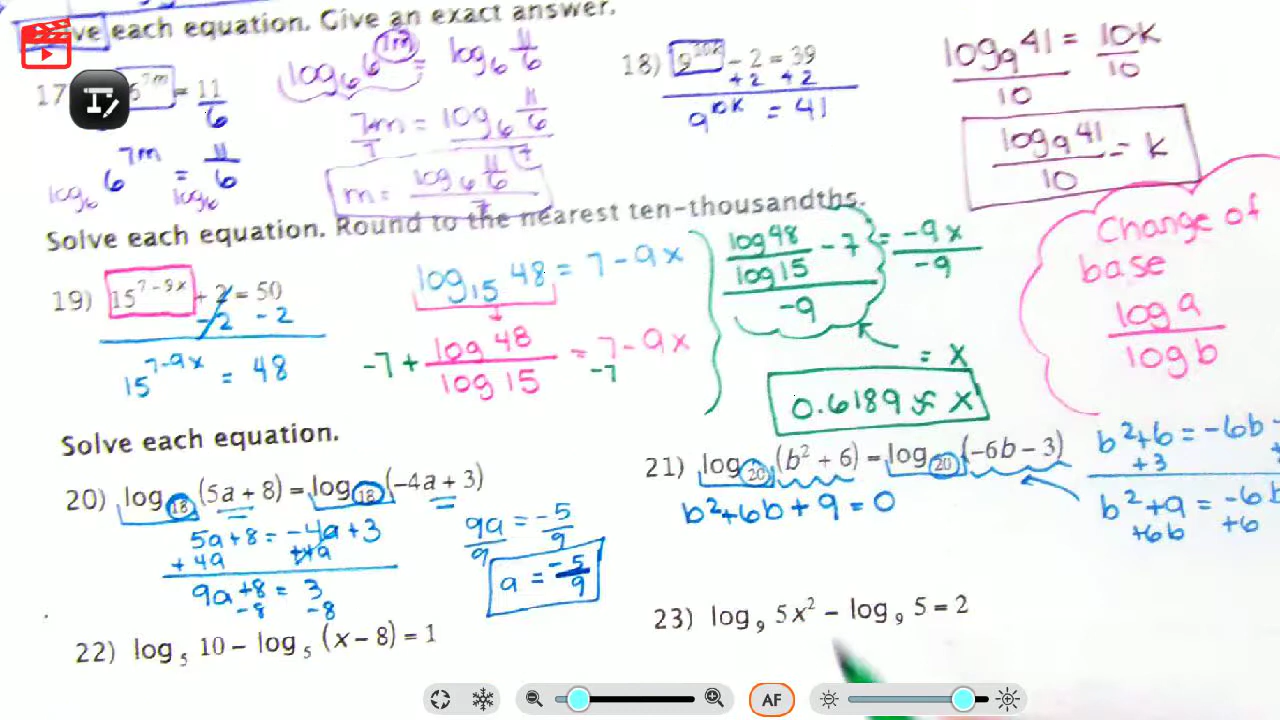 ve each equation. Give an exact answer.
17
6^{7m} = 11/6
6^{7m} = 11/6
log₆ log₆
log₆ 6^{7m} = log₆ 11/6
7m/7 = log₆ 11/6 / 7
m = log₆ 11/6 / 7
18) 9^{10k} − 2 = 39
+2 +2
9^{10k} = 41
log₉ 41 / 10 = 10k / 10
log₉ 41 / 10 = k
Solve each equation. Round to the nearest ten-thousandths.
19) 15^{7−9x} + 2 = 50
−2 −2
15^{7−9x} = 48
log₁₅ 48 = 7−9x
−7 + log 48 / log 15 = 7−9x
−7
log 48 / log 15 − 7 / −9 = −9x / −9
= x
0.6189 ≈ x
Change of
base
log a
log b
Solve each equation.
20) log₁₈ (5a + 8) = log₁₈ (−4a + 3)
5a+8 = −4a+3
+4a +4a
9a+8 = 3
−8 −8
9a/9 = −5/9
a = −5/9
21) log₂₀ (b² + 6) = log₂₀ (−6b − 3)
b²+6b+9=0
b²+6 = −6b −
+3
b²+9 = −6b
+6b +6
22) log₅ 10 − log₅ (x − 8) = 1
23) log₉ 5x² − log₉ 5 = 2
AF